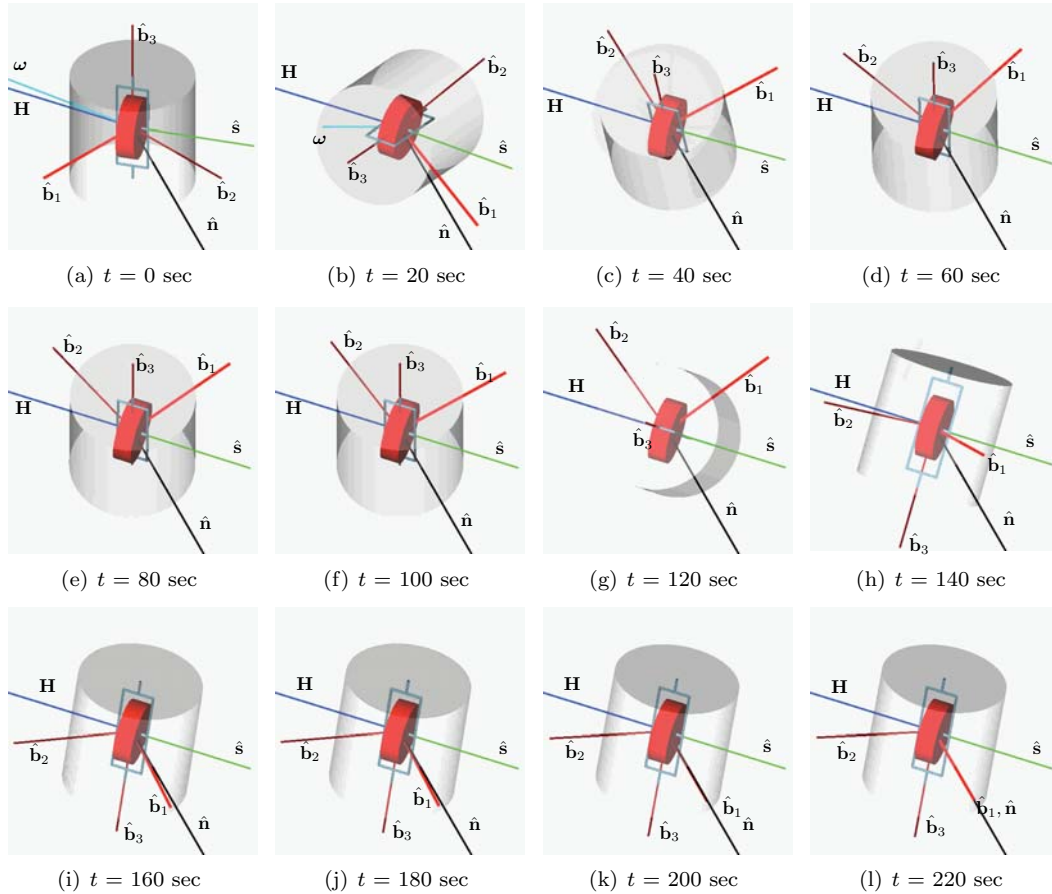 b̂₃
ω
H
ŝ
b̂₁
b̂₂
n̂
(a) t = 0 sec
H
b̂₂
ω
ŝ
b̂₃
b̂₁
n̂
(b) t = 20 sec
b̂₂
H
b̂₃
b̂₁
ŝ
n̂
(c) t = 40 sec
b̂₂
b̂₃
b̂₁
H
ŝ
n̂
(d) t = 60 sec
b̂₂
b̂₃
b̂₁
H
ŝ
n̂
(e) t = 80 sec
b̂₂
b̂₃
b̂₁
H
ŝ
n̂
(f) t = 100 sec
b̂₂
H
b̂₁
b̂₃
ŝ
n̂
(g) t = 120 sec
H
b̂₂
ŝ
b̂₁
n̂
b̂₃
(h) t = 140 sec
H
ŝ
b̂₂
b̂₁
n̂
b̂₃
(i) t = 160 sec
H
ŝ
b̂₂
b̂₁
n̂
b̂₃
(j) t = 180 sec
H
ŝ
b̂₂
b̂₁ n̂
b̂₃
(k) t = 200 sec
H
ŝ
b̂₂
b̂₁, n̂
b̂₃
(l) t = 220 sec